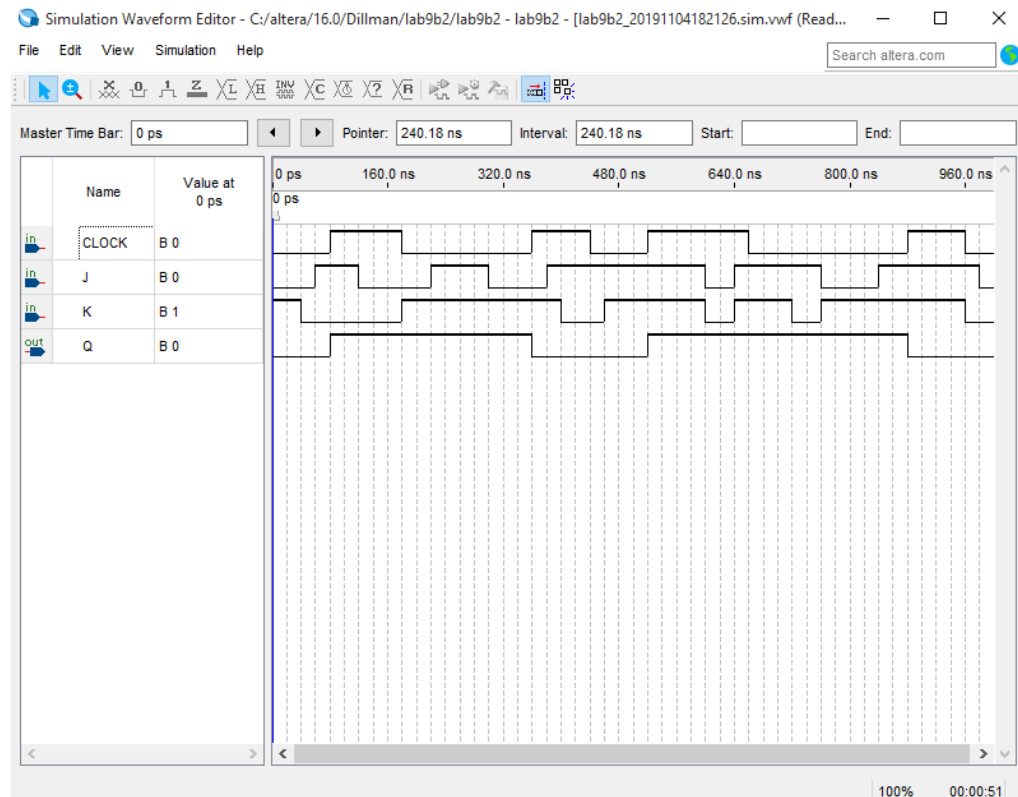 Simulation Waveform Editor - C:/altera/16.0/Dillman/lab9b2/lab9b2 - lab9b2 - [lab9b2_20191104182126.sim.vwf (Read...
File Edit View Simulation Help
Search altera.com
Master Time Bar: 0 ps Pointer: 240.18 ns Interval: 240.18 ns Start: End:
Name Value at 0 ps
0 ps 160.0 ns 320.0 ns 480.0 ns 640.0 ns 800.0 ns 960.0 ns
0 ps
in CLOCK B 0
in J B 0
in K B 1
out Q B 0
100% 00:00:51